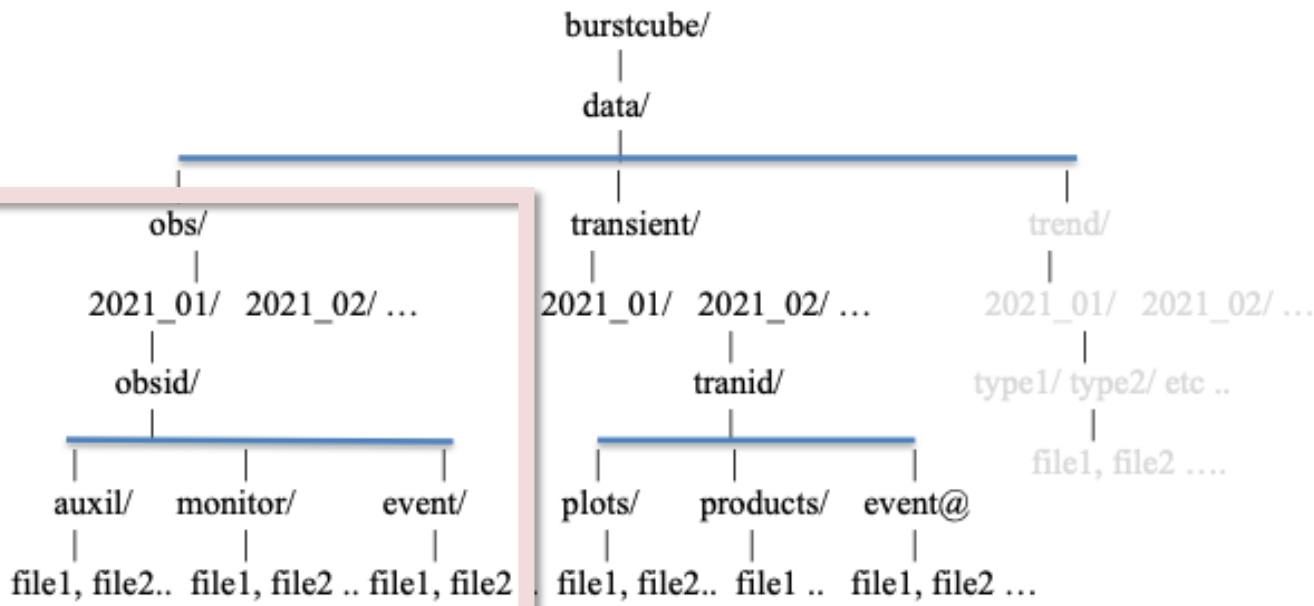 burstcube/
data/
obs/ transient/ trend/
2021_01/ 2021_02/ … 2021_01/ 2021_02/ … 2021_01/ 2021_02/ …
obsid/ tranid/ type1/ type2/ etc ..
file1, file2 ….
auxil/ monitor/ event/ plots/ products/ event@
file1, file2.. file1, file2 .. file1, file2 . file1, file2.. file1 .. file1, file2 …